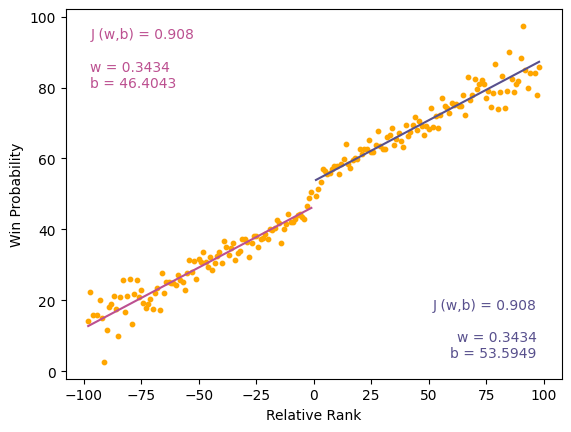 J (w,b) = 0.908
w = 0.3434
b = 46.4043
J (w,b) = 0.908
w = 0.3434
b = 53.5949
Win Probability
100
80
60
40
20
0
−100
−75
−50
−25
0
25
50
75
100
Relative Rank